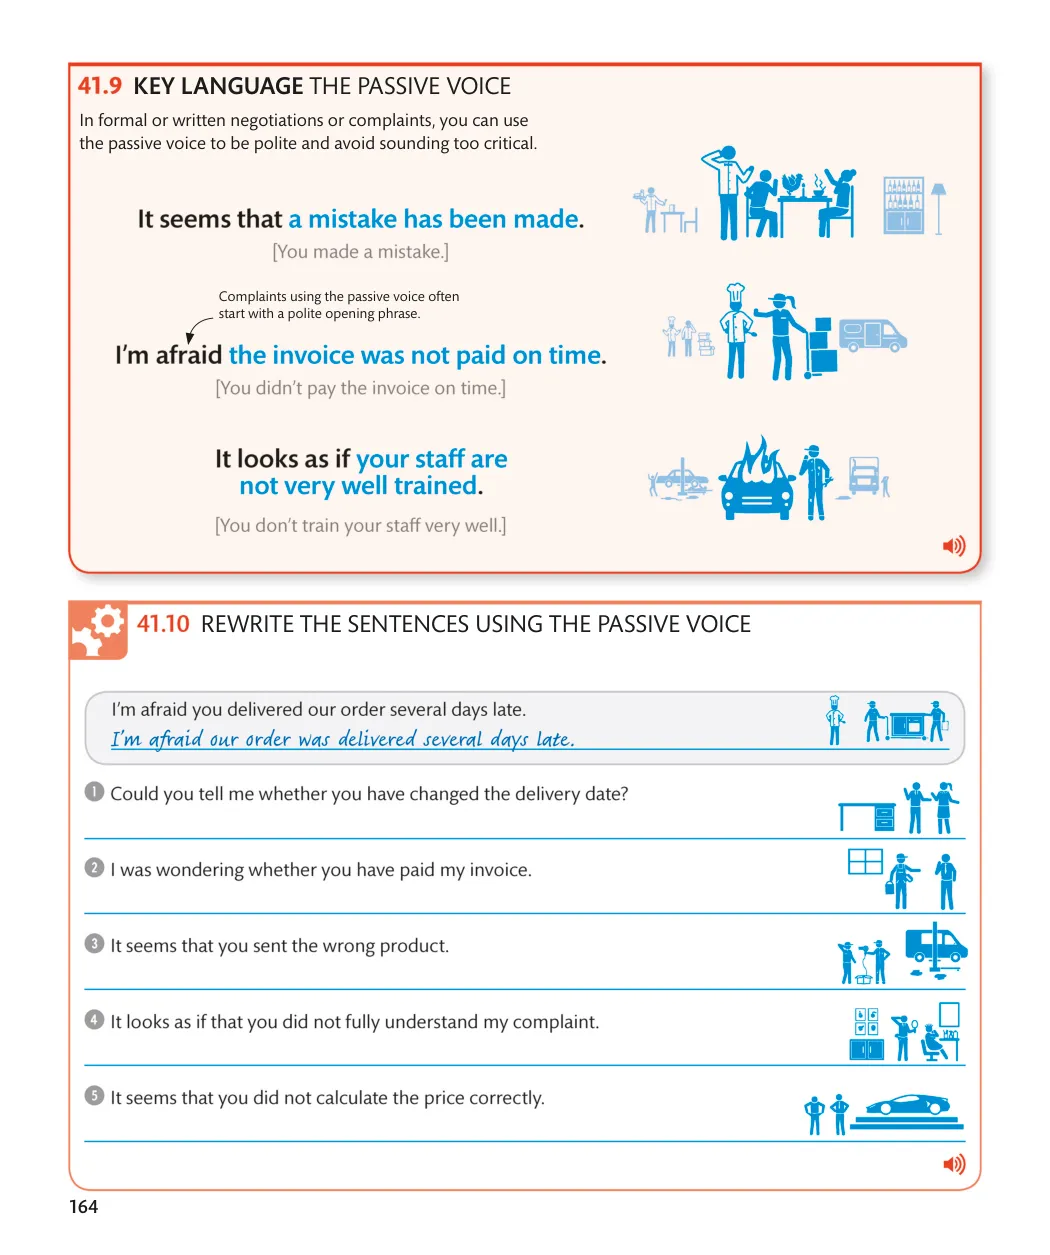 41.9 KEY LANGUAGE THE PASSIVE VOICE
In formal or written negotiations or complaints, you can use
the passive voice to be polite and avoid sounding too critical.
It seems that a mistake has been made.
[You made a mistake.]
Complaints using the passive voice often
start with a polite opening phrase.
I'm afraid the invoice was not paid on time.
[You didn't pay the invoice on time.]
It looks as if your staff are
not very well trained.
[You don't train your staff very well.]
41.10 REWRITE THE SENTENCES USING THE PASSIVE VOICE
I'm afraid you delivered our order several days late.
I'm afraid our order was delivered several days late.
1 Could you tell me whether you have changed the delivery date?
2 I was wondering whether you have paid my invoice.
3 It seems that you sent the wrong product.
4 It looks as if that you did not fully understand my complaint.
5 It seems that you did not calculate the price correctly.
164